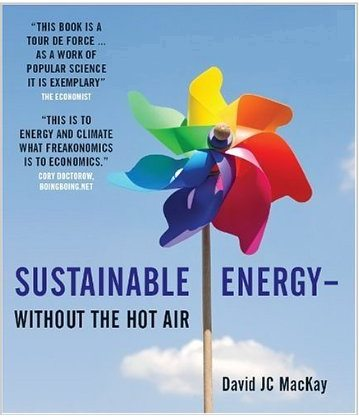 "THIS BOOK IS A
TOUR DE FORCE ...
AS A WORK OF
POPULAR SCIENCE
IT IS EXEMPLARY"
THE ECONOMIST
"THIS IS TO
ENERGY AND CLIMATE
WHAT FREAKONOMICS
IS TO ECONOMICS."
CORY DOCTOROW,
BOINGBOING.NET
SUSTAINABLE ENERGY–
WITHOUT THE HOT AIR
David JC MacKay